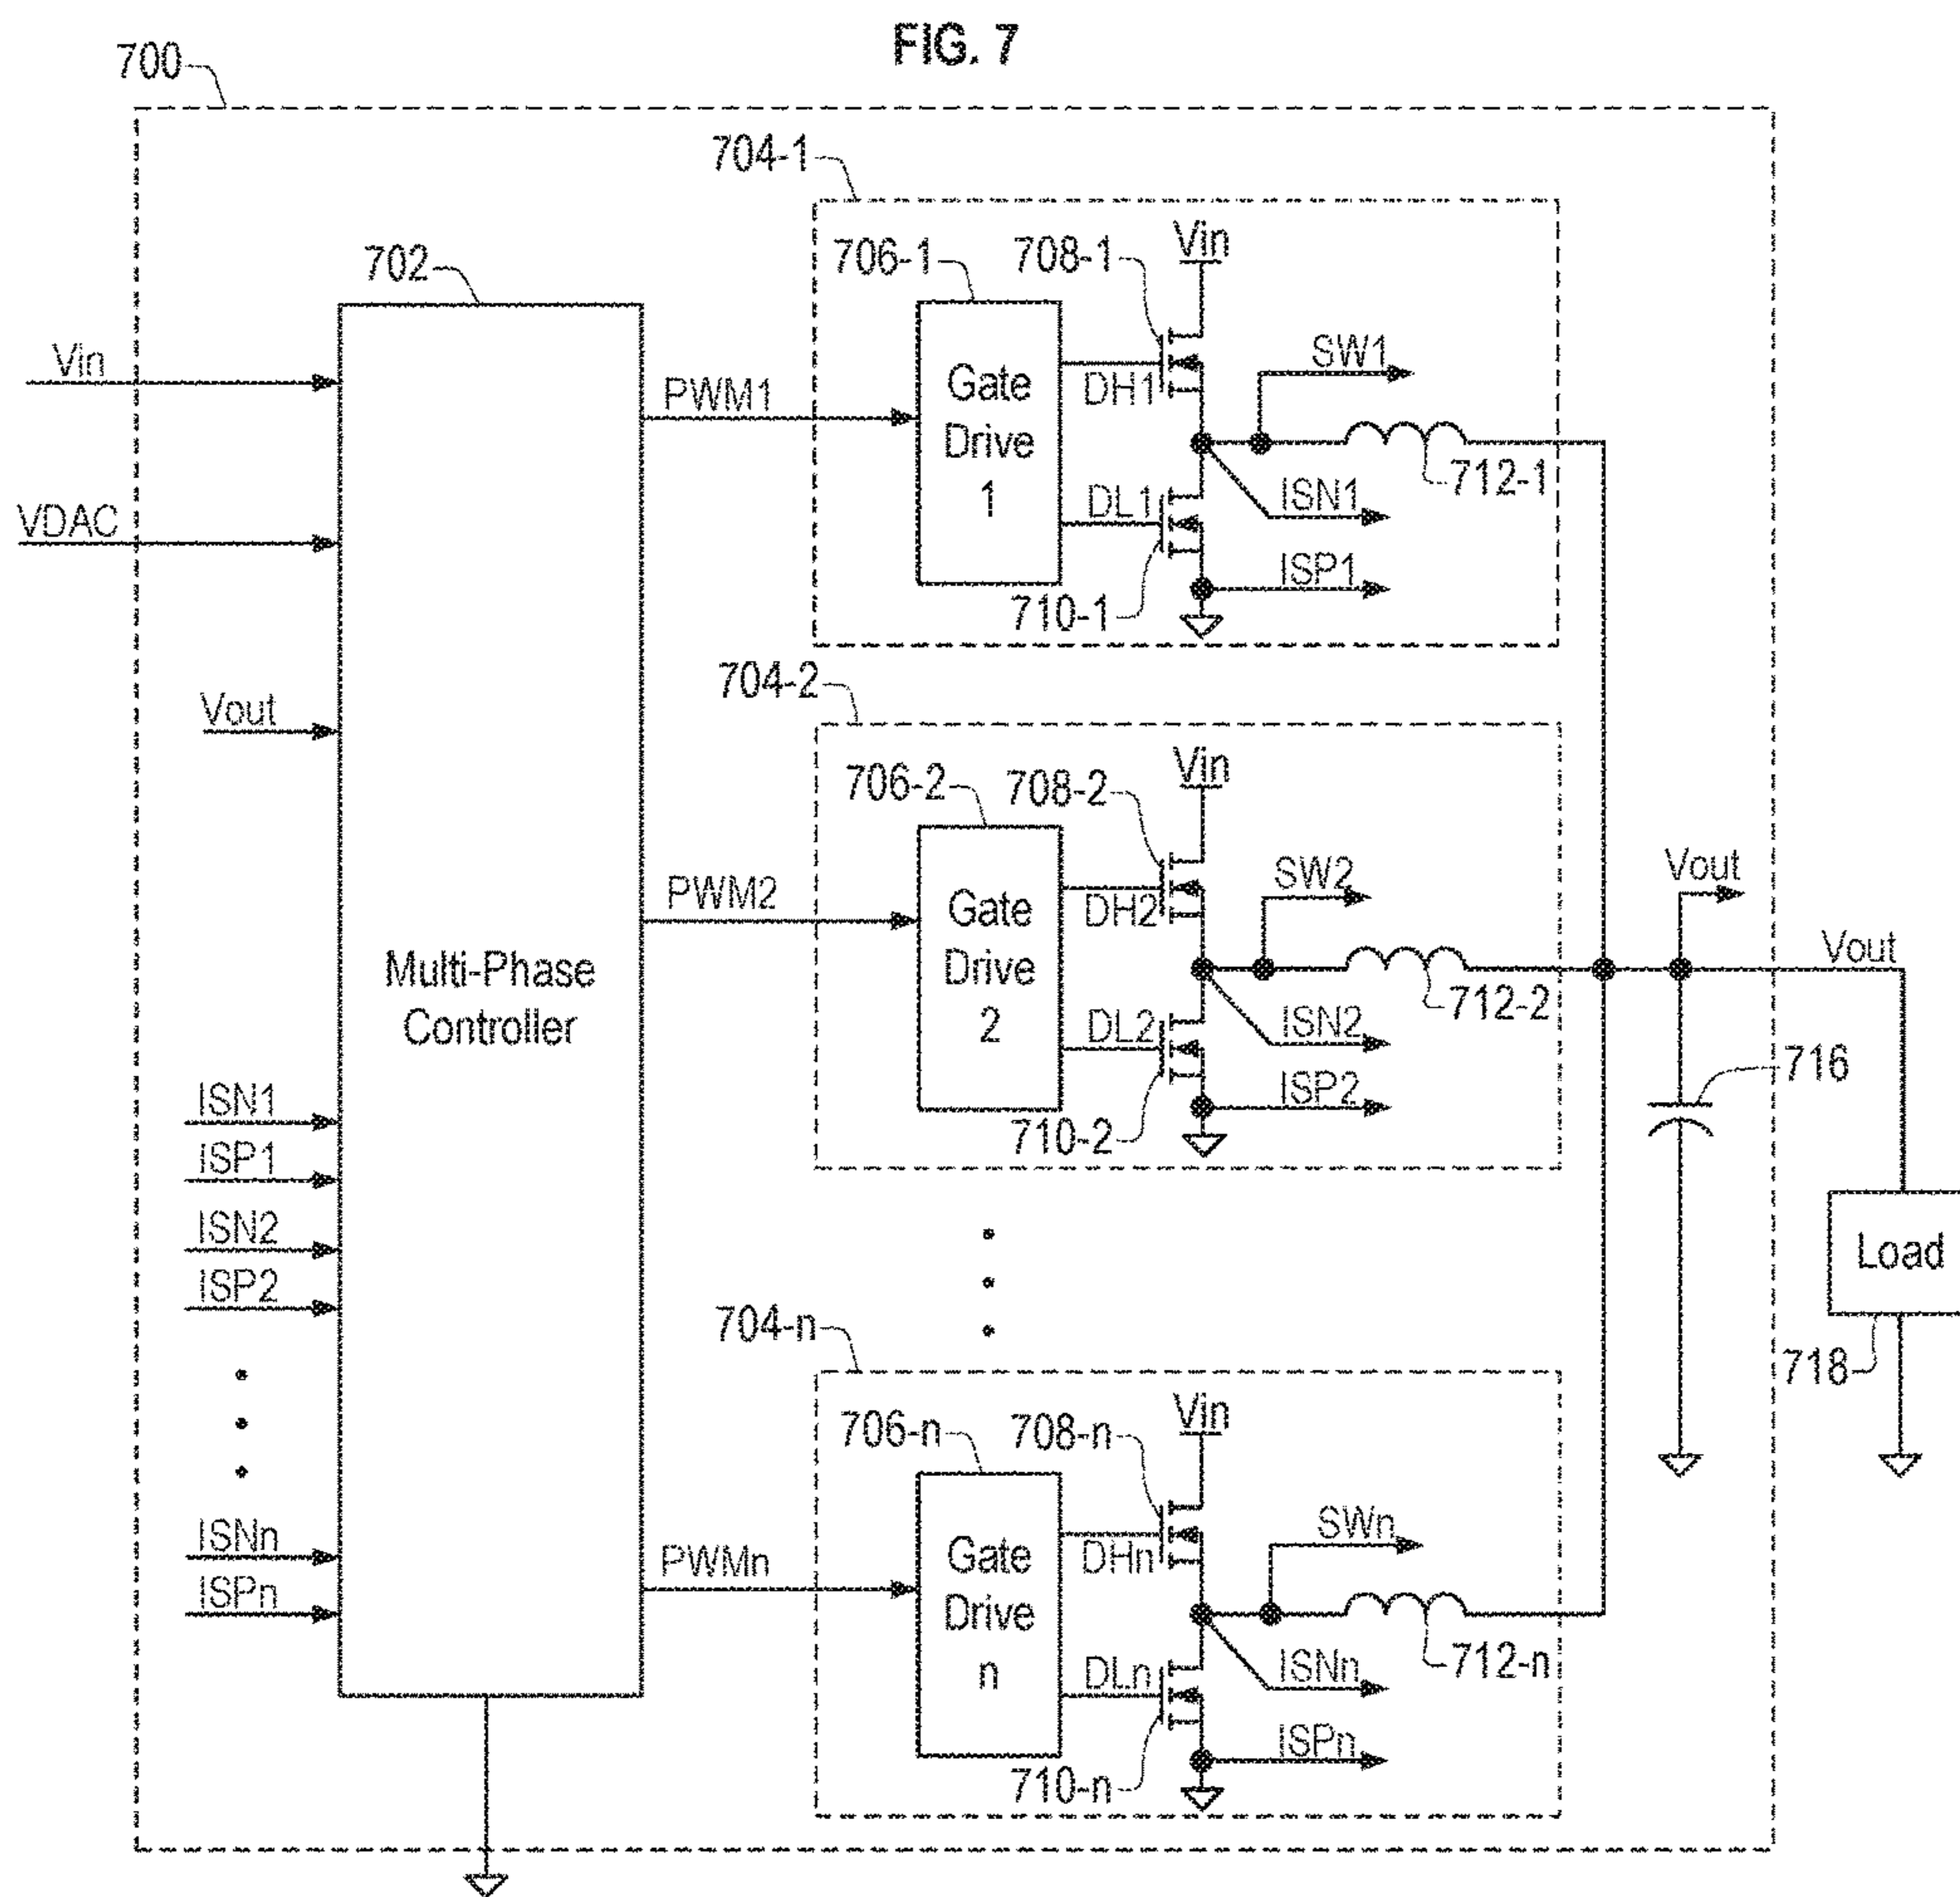 FIG. 7
700
704-1
702
706-1
708-1
Vin
Vin
VDAC
Vout
PWM1
Gate
Drive
1
DH1
DL1
SW1
712-1
ISN1
ISP1
710-1
704-2
706-2
708-2
Vin
PWM2
Gate
Drive
2
DH2
DL2
SW2
712-2
ISN2
ISP2
710-2
Multi-Phase
Controller
Vout
Vout
716
Load
718
ISN1
ISP1
ISN2
ISP2
ISNn
ISPn
704-n
706-n
708-n
Vin
PWMn
Gate
Drive
n
DHn
DLn
SWn
712-n
ISNn
ISPn
710-n